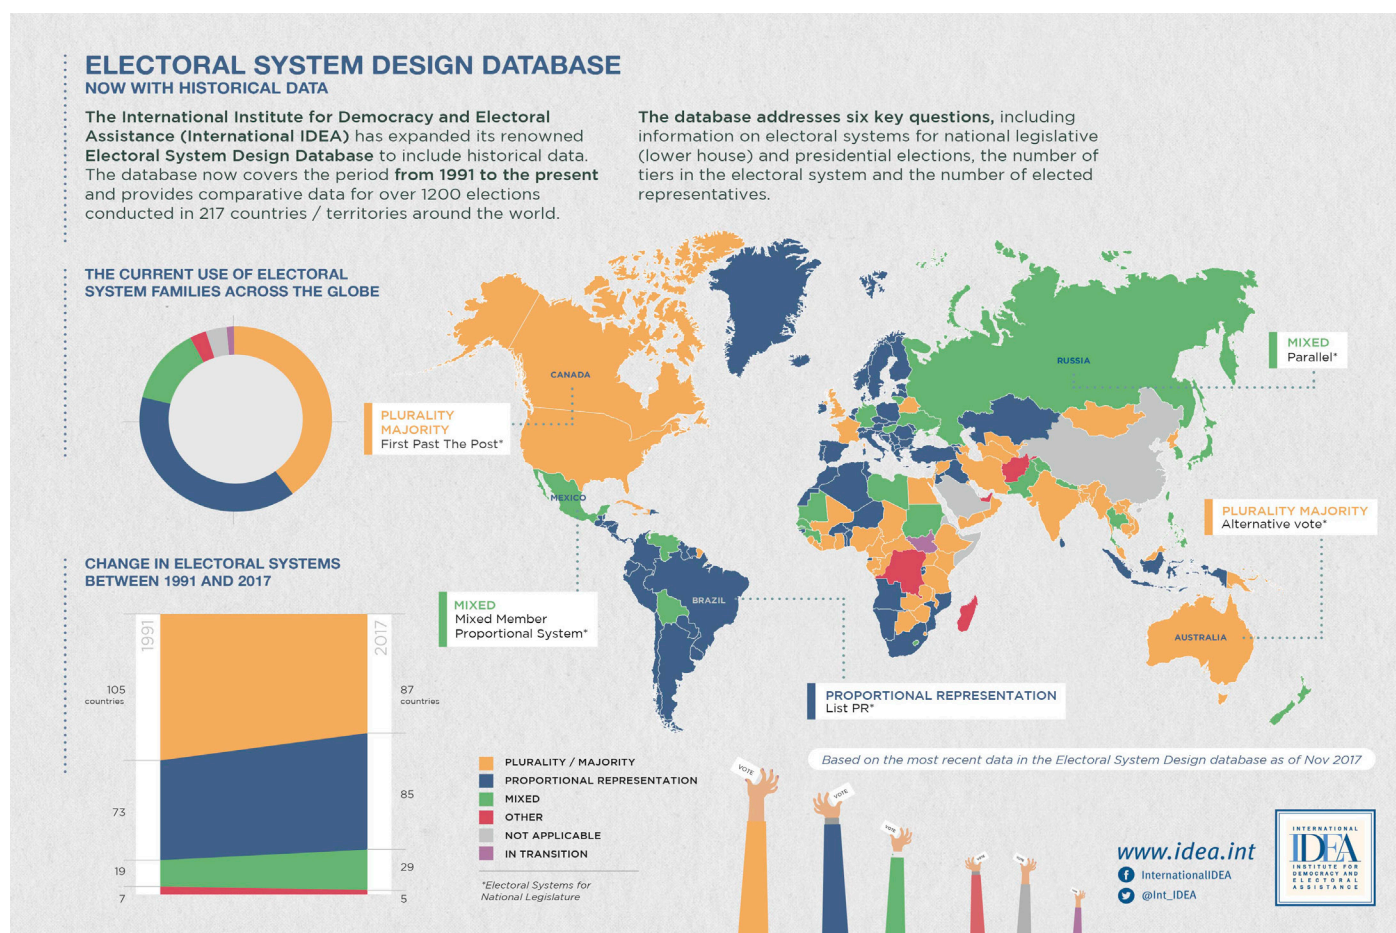 ELECTORAL SYSTEM DESIGN DATABASE
NOW WITH HISTORICAL DATA
The International Institute for Democracy and Electoral
Assistance (International IDEA) has expanded its renowned
Electoral System Design Database to include historical data.
The database now covers the period from 1991 to the present
and provides comparative data for over 1200 elections
conducted in 217 countries / territories around the world.
The database addresses six key questions, including
information on electoral systems for national legislative
(lower house) and presidential elections, the number of
tiers in the electoral system and the number of elected
representatives.
THE CURRENT USE OF ELECTORAL
SYSTEM FAMILIES ACROSS THE GLOBE
PLURALITY
MAJORITY
First Past The Post*
CANADA
MEXICO
BRAZIL
RUSSIA
AUSTRALIA
MIXED
Parallel*
PLURALITY MAJORITY
Alternative vote*
MIXED
Mixed Member
Proportional System*
PROPORTIONAL REPRESENTATION
List PR*
CHANGE IN ELECTORAL SYSTEMS
BETWEEN 1991 AND 2017
1991
2017
105
countries
73
19
7
87
countries
85
29
5
PLURALITY / MAJORITY
PROPORTIONAL REPRESENTATION
MIXED
OTHER
NOT APPLICABLE
IN TRANSITION
*Electoral Systems for
National Legislature
Based on the most recent data in the Electoral System Design database as of Nov 2017
VOTE
VOTE
VOTE
VOTE
VOTE
VOTE
www.idea.int
InternationalIDEA
@Int_IDEA
INTERNATIONAL
IDEA
INSTITUTE FOR
DEMOCRACY AND
ELECTORAL
ASSISTANCE